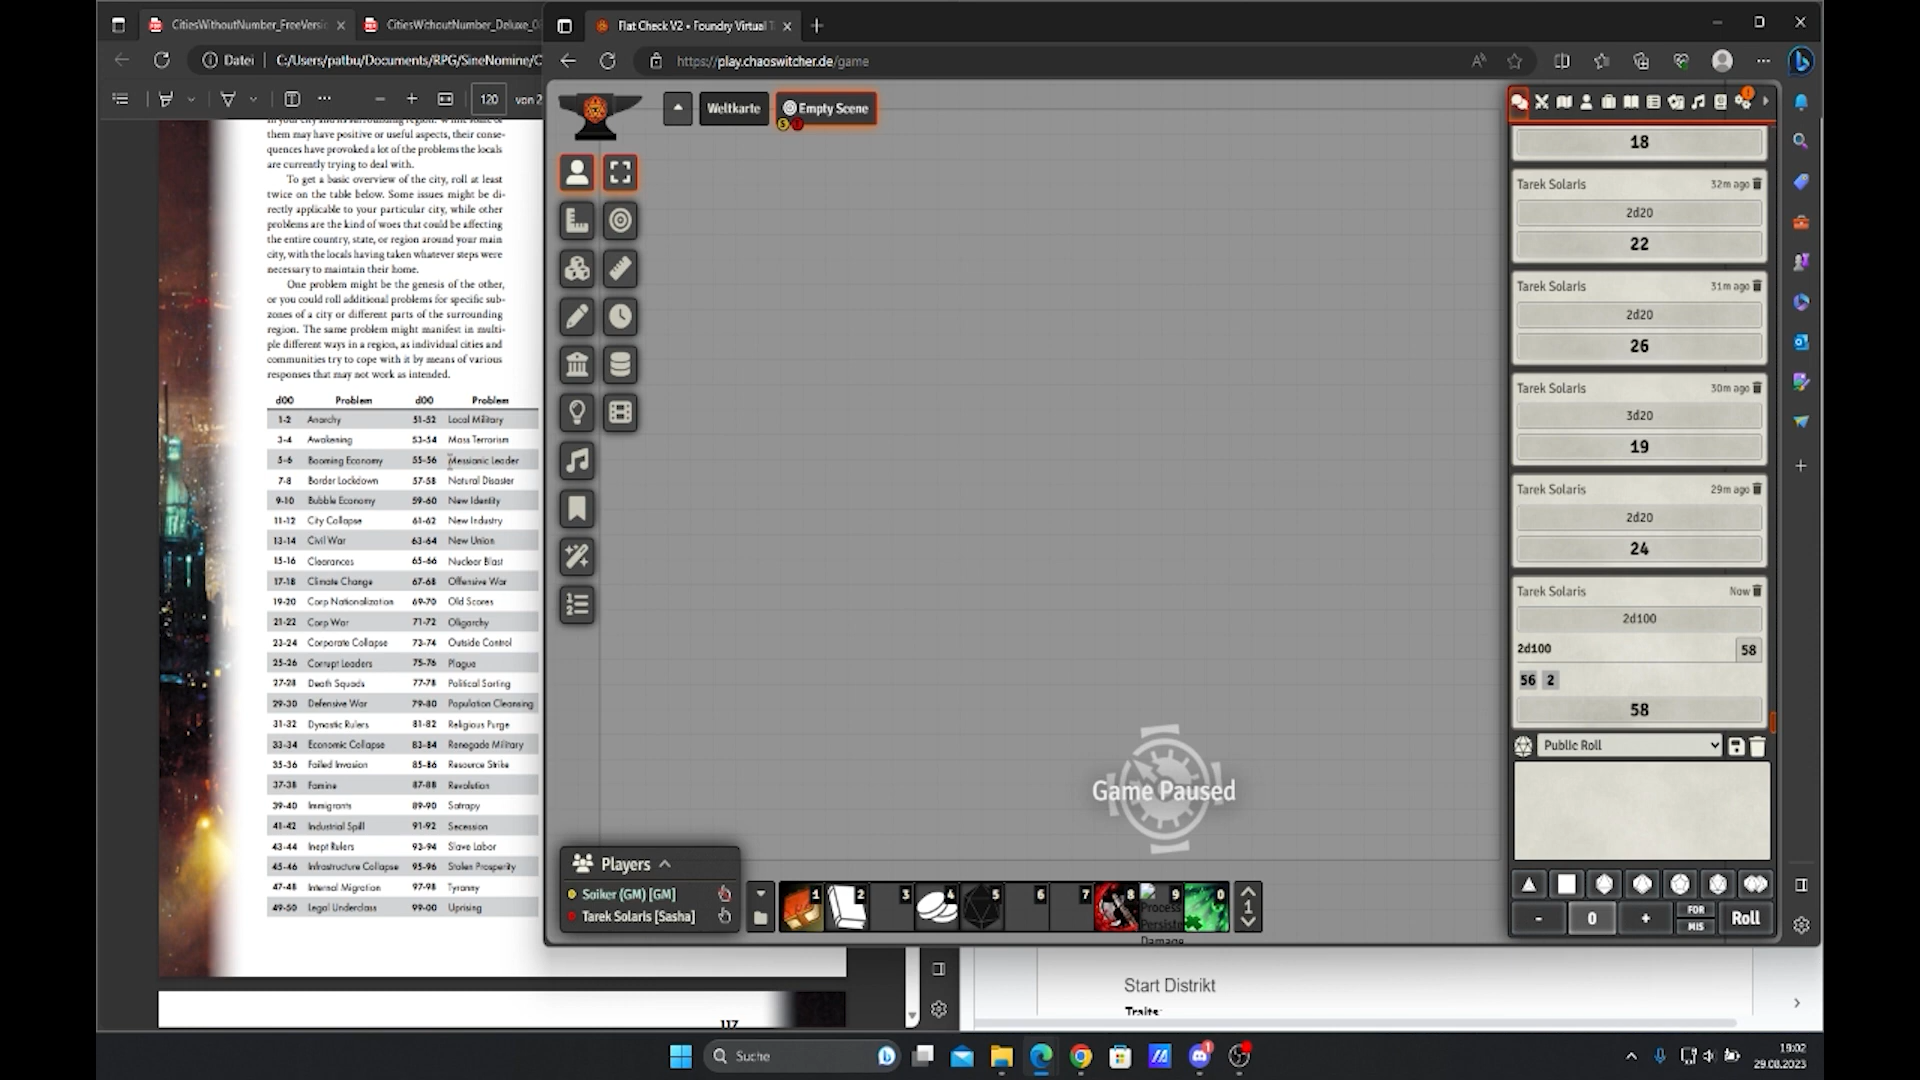 CitiesWithoutNumber_FreeVersi
CitiesWithoutNumber_Deluxe_0
Flat Check V2 • Foundry Virtual T
Datei
C:/Users/patbu/Documents/RPG/SineNomine/C
https://play.chaoswitcher.de/game
120
von 2
them may have positive or useful aspects, their conse-
quences have provoked a lot of the problems the locals
are currently trying to deal with.
To get a basic overview of the city, roll at least
twice on the table below. Some issues might be di-
rectly applicable to your particular city, while other
problems are the kind of woes that could be affecting
the entire country, state, or region around your main
city, with the locals having taken whatever steps were
necessary to maintain their home.
One problem might be the genesis of the other,
or you could roll additional problems for specific sub-
zones of a city or different parts of the surrounding
region. The same problem might manifest in multi-
ple different ways in a region, as individual cities and
communities try to cope with it by means of various
responses that may not work as intended.
d00 Problem d00 Problem
1-2 Anarchy 51-52 Local Military
3-4 Awakening 53-54 Mass Terrorism
5-6 Booming Economy 55-56 Messianic Leader
7-8 Border Lockdown 57-58 Natural Disaster
9-10 Bubble Economy 59-60 New Identity
11-12 City Collapse 61-62 New Industry
13-14 Civil War 63-64 New Union
15-16 Clearances 65-66 Nuclear Blast
17-18 Climate Change 67-68 Offensive War
19-20 Corp Nationalization 69-70 Old Scores
21-22 Corp War 71-72 Oligarchy
23-24 Corporate Collapse 73-74 Outside Control
25-26 Corrupt Leaders 75-76 Plague
27-28 Death Squads 77-78 Political Sorting
29-30 Defensive War 79-80 Population Cleansing
31-32 Dynastic Rulers 81-82 Religious Purge
33-34 Economic Collapse 83-84 Renegade Military
35-36 Failed Invasion 85-86 Resource Strike
37-38 Famine 87-88 Revolution
39-40 Immigrants 89-90 Satrapy
41-42 Industrial Spill 91-92 Secession
43-44 Inept Rulers 93-94 Slave Labor
45-46 Infrastructure Collapse 95-96 Stolen Prosperity
47-48 Internal Migration 97-98 Tyranny
49-50 Legal Underclass 99-00 Uprising
117
Weltkarte
Empty Scene
S T
Game Paused
Players
Soiker (GM) [GM]
Tarek Solaris [Sasha]
1 2 3 4 5 6 7 8 9 0
Process
Persiste
Damage
1
18
Tarek Solaris 32m ago
2d20
22
Tarek Solaris 31m ago
2d20
26
Tarek Solaris 30m ago
3d20
19
Tarek Solaris 29m ago
2d20
24
Tarek Solaris Now
2d100
2d100 58
56 2
58
Public Roll
- 0 + FOR Roll
MIS
Start Distrikt
Traits:
Suche
1
19:02
29.08.2023